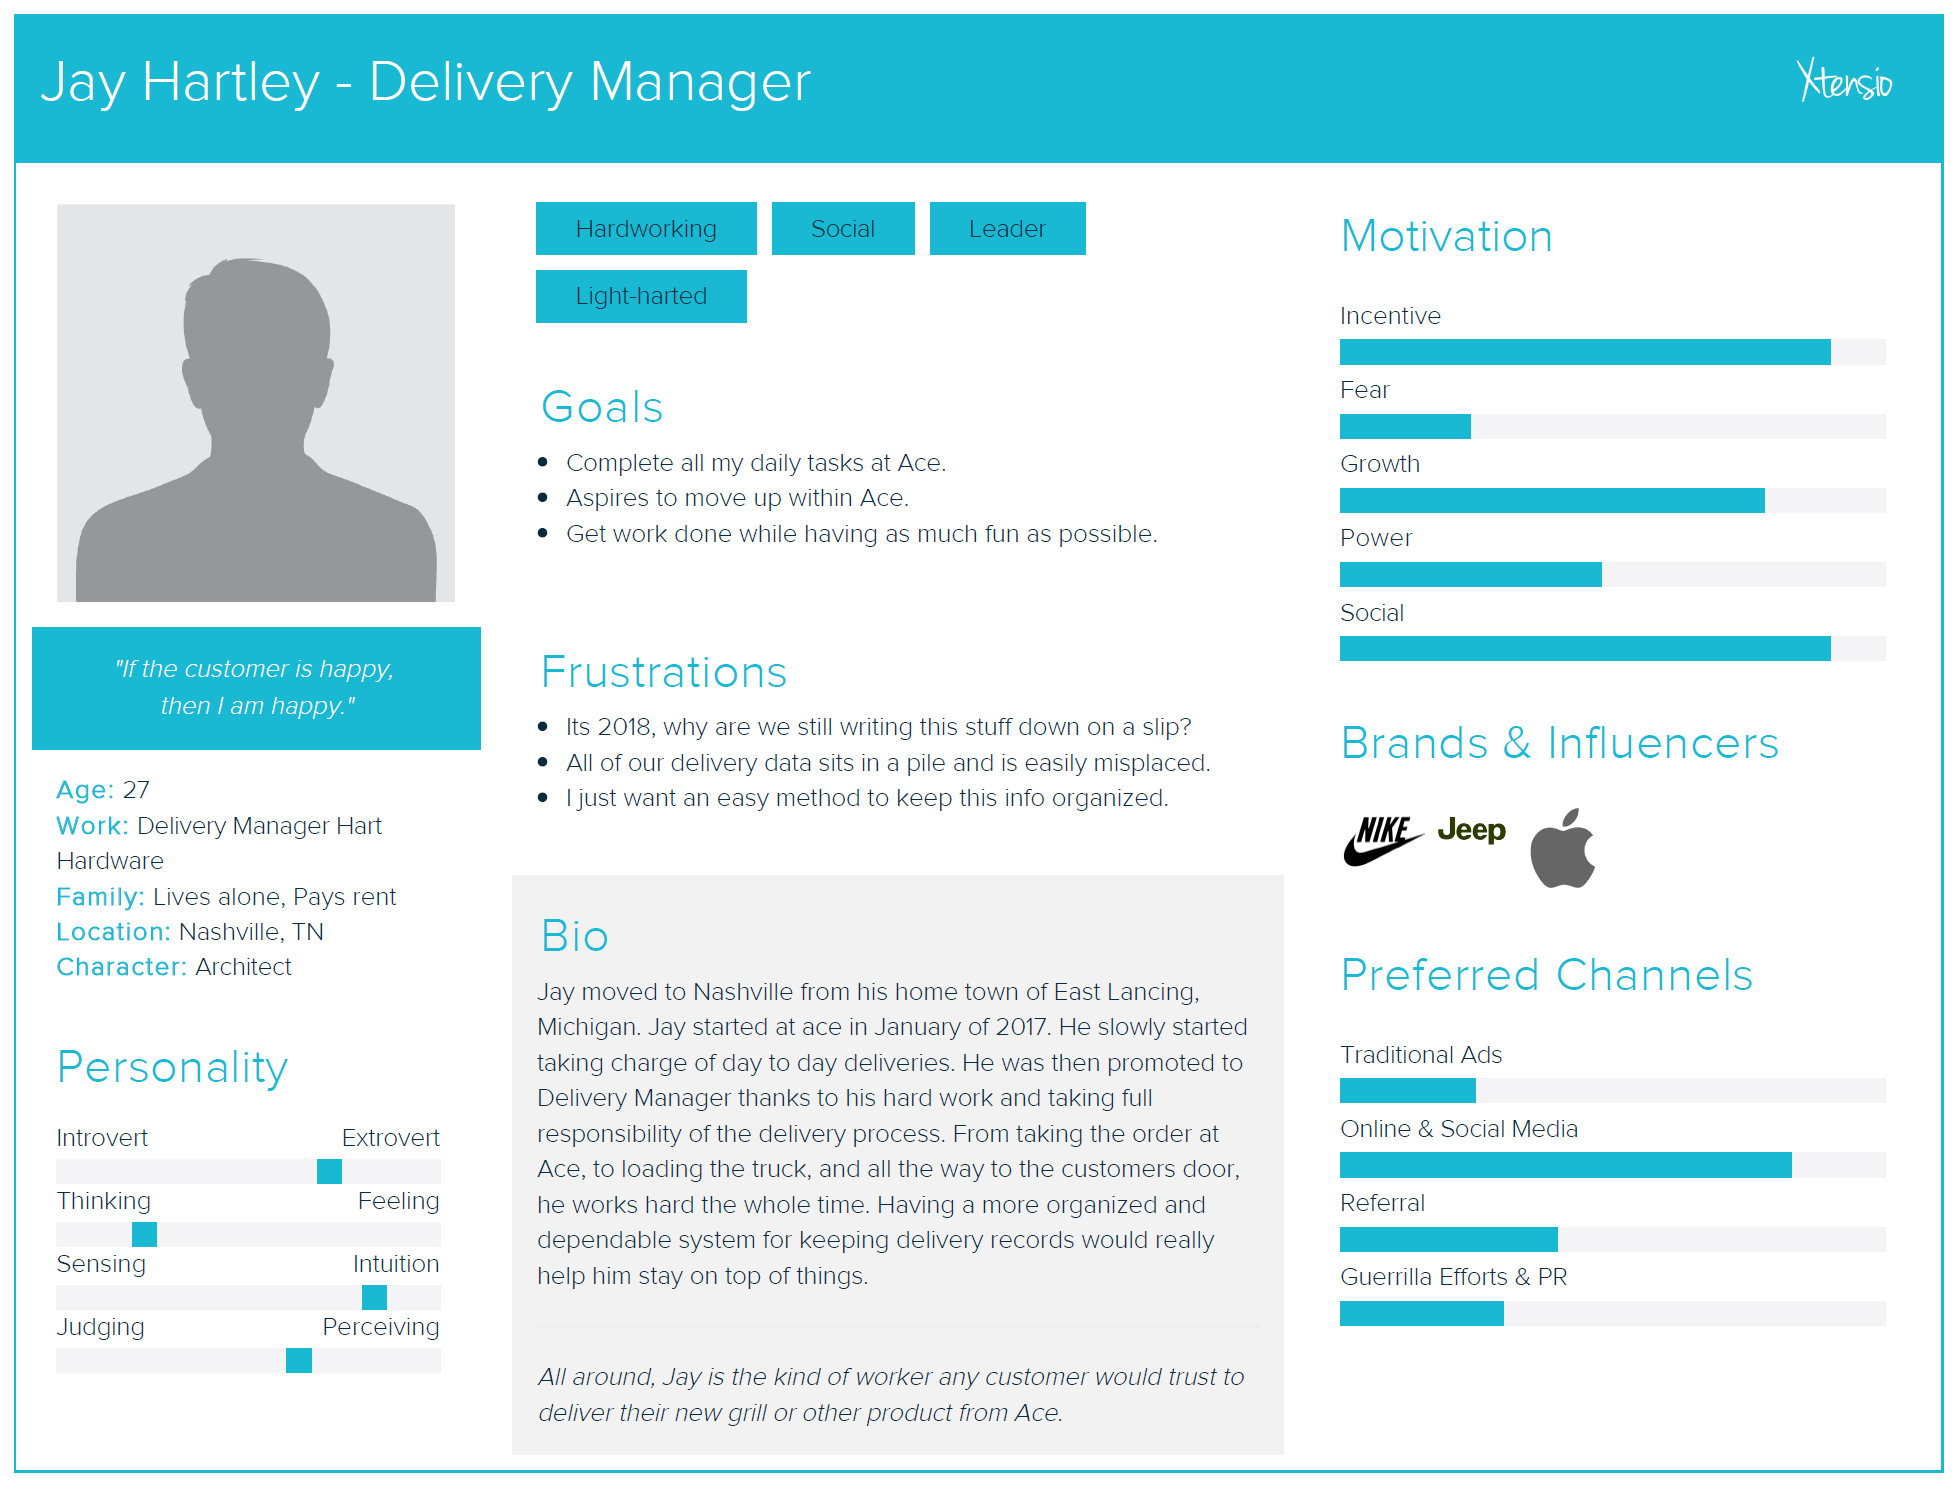 Jay Hartley - Delivery Manager
Xtensio
"If the customer is happy,
then I am happy."
Age: 27
Work: Delivery Manager Hart
Hardware
Family: Lives alone, Pays rent
Location: Nashville, TN
Character: Architect
Personality
Introvert Extrovert
Thinking Feeling
Sensing Intuition
Judging Perceiving
Hardworking Social Leader
Light-harted
Goals
Complete all my daily tasks at Ace.
Aspires to move up within Ace.
Get work done while having as much fun as possible.
Frustrations
Its 2018, why are we still writing this stuff down on a slip?
All of our delivery data sits in a pile and is easily misplaced.
I just want an easy method to keep this info organized.
Bio
Jay moved to Nashville from his home town of East Lancing,
Michigan. Jay started at ace in January of 2017. He slowly started
taking charge of day to day deliveries. He was then promoted to
Delivery Manager thanks to his hard work and taking full
responsibility of the delivery process. From taking the order at
Ace, to loading the truck, and all the way to the customers door,
he works hard the whole time. Having a more organized and
dependable system for keeping delivery records would really
help him stay on top of things.
All around, Jay is the kind of worker any customer would trust to
deliver their new grill or other product from Ace.
Motivation
Incentive
Fear
Growth
Power
Social
Brands & Influencers
NIKE Jeep
Preferred Channels
Traditional Ads
Online & Social Media
Referral
Guerrilla Efforts & PR